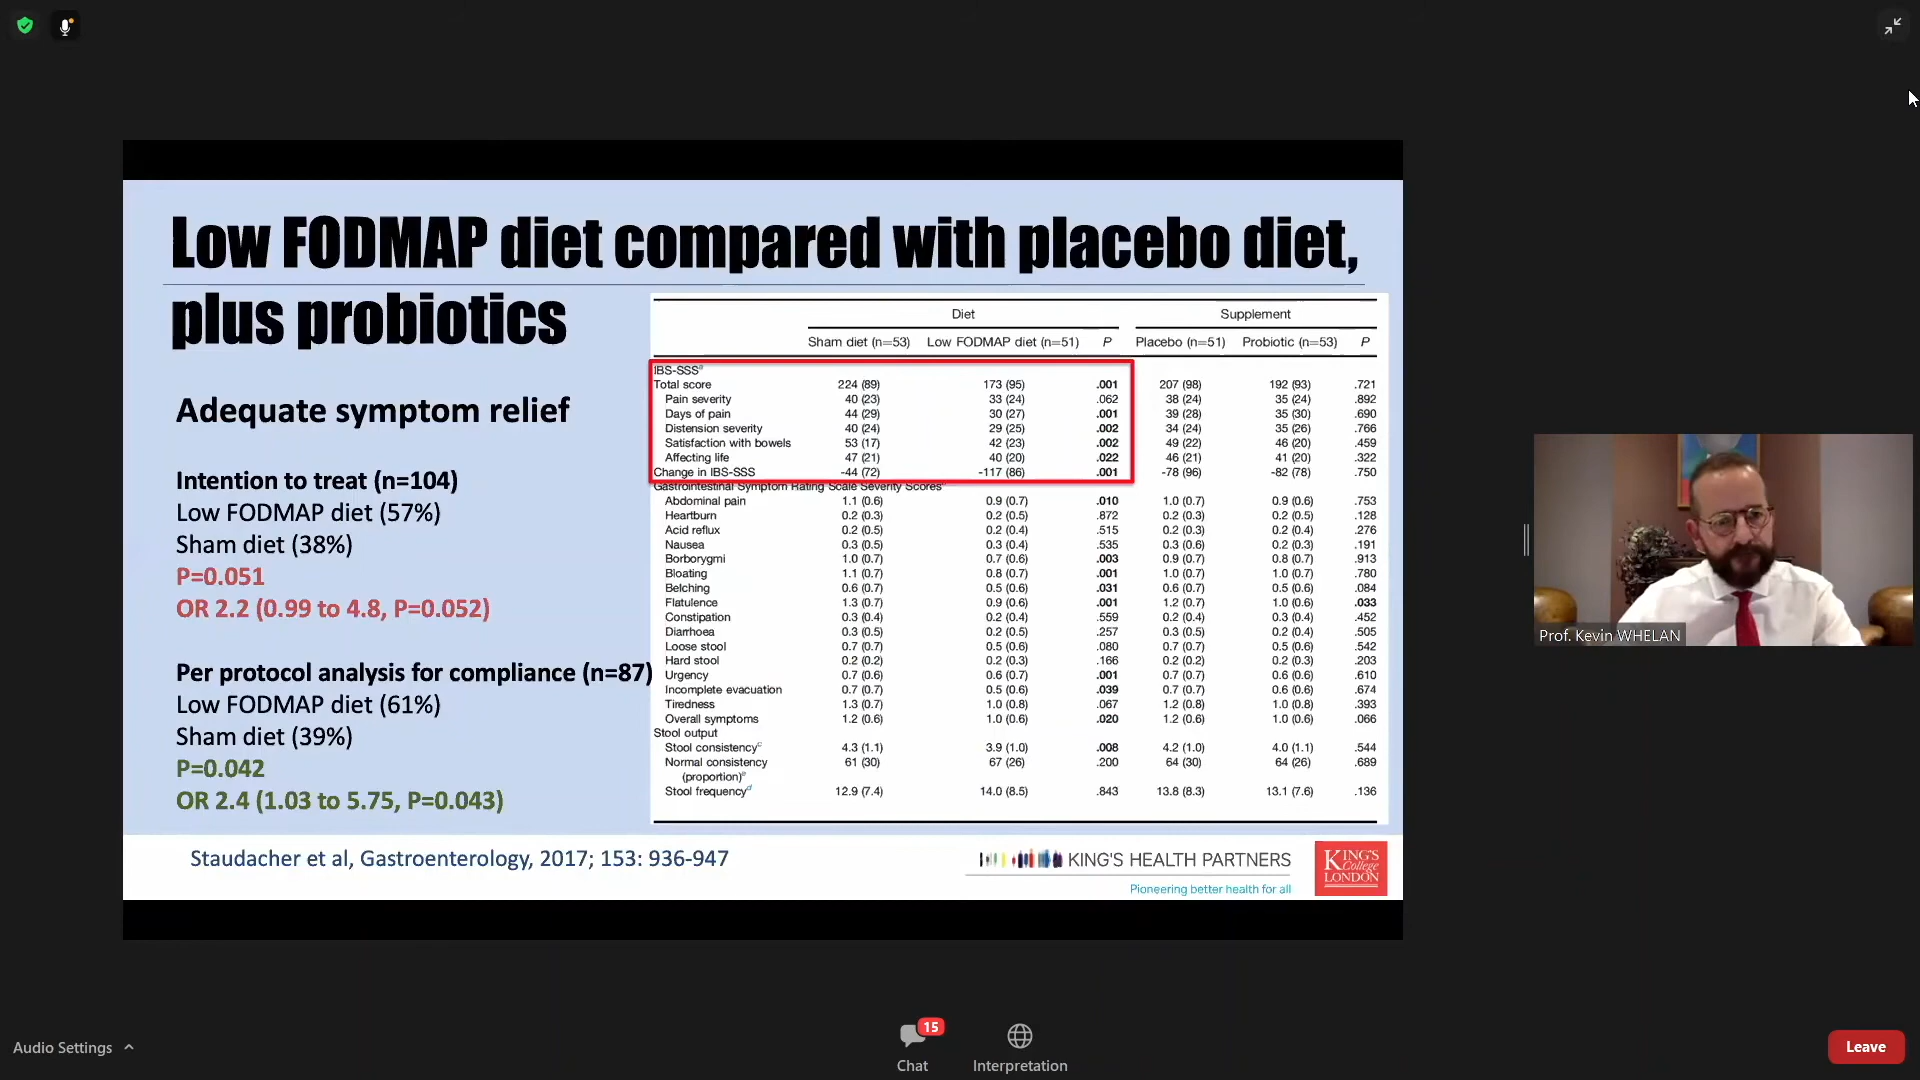 Low FODMAP diet compared with placebo diet,
plus probiotics
Adequate symptom relief
Intention to treat (n=104)
Low FODMAP diet (57%)
Sham diet (38%)
P=0.051
OR 2.2 (0.99 to 4.8, P=0.052)
Per protocol analysis for compliance (n=87)
Low FODMAP diet (61%)
Sham diet (39%)
P=0.042
OR 2.4 (1.03 to 5.75, P=0.043)
Diet Supplement
Sham diet (n=53) Low FODMAP diet (n=51) P Placebo (n=51) Probiotic (n=53) P
IBS-SSSa
Total score 224 (89) 173 (95) .001 207 (98) 192 (93) .721
Pain severity 40 (23) 33 (24) .062 38 (24) 35 (24) .892
Days of pain 44 (29) 30 (27) .001 39 (28) 35 (30) .690
Distension severity 40 (24) 29 (25) .002 34 (24) 35 (26) .766
Satisfaction with bowels 53 (17) 42 (23) .002 49 (22) 46 (20) .459
Affecting life 47 (21) 40 (20) .022 46 (21) 41 (20) .322
Change in IBS-SSS -44 (72) -117 (86) .001 -78 (96) -82 (78) .750
Gastrointestinal Symptom Rating Scale Severity Scores
Abdominal pain 1.1 (0.6) 0.9 (0.7) .010 1.0 (0.7) 0.9 (0.6) .753
Heartburn 0.2 (0.3) 0.2 (0.5) .872 0.2 (0.3) 0.2 (0.5) .128
Acid reflux 0.2 (0.5) 0.2 (0.4) .515 0.2 (0.3) 0.2 (0.4) .276
Nausea 0.3 (0.5) 0.3 (0.4) .535 0.3 (0.6) 0.2 (0.3) .191
Borborygmi 1.0 (0.7) 0.7 (0.6) .003 0.9 (0.7) 0.8 (0.7) .913
Bloating 1.1 (0.7) 0.8 (0.7) .001 1.0 (0.7) 1.0 (0.7) .780
Belching 0.6 (0.7) 0.5 (0.6) .031 0.6 (0.7) 0.5 (0.6) .084
Flatulence 1.3 (0.7) 0.9 (0.6) .001 1.2 (0.7) 1.0 (0.6) .033
Constipation 0.3 (0.4) 0.2 (0.4) .559 0.2 (0.4) 0.3 (0.4) .452
Diarrhoea 0.3 (0.5) 0.2 (0.5) .257 0.3 (0.5) 0.2 (0.4) .505
Loose stool 0.7 (0.7) 0.5 (0.6) .080 0.7 (0.7) 0.5 (0.6) .542
Hard stool 0.2 (0.2) 0.2 (0.3) .166 0.2 (0.2) 0.2 (0.3) .203
Urgency 0.7 (0.6) 0.6 (0.7) .001 0.7 (0.7) 0.6 (0.6) .610
Incomplete evacuation 0.7 (0.7) 0.5 (0.6) .039 0.7 (0.7) 0.6 (0.6) .674
Tiredness 1.3 (0.7) 1.0 (0.8) .067 1.2 (0.8) 1.0 (0.8) .393
Overall symptoms 1.2 (0.6) 1.0 (0.6) .020 1.2 (0.6) 1.0 (0.6) .066
Stool output
Stool consistencyc 4.3 (1.1) 3.9 (1.0) .008 4.2 (1.0) 4.0 (1.1) .544
Normal consistency 61 (30) 67 (26) .200 64 (30) 64 (26) .689
(proportion)e
Stool frequencyd 12.9 (7.4) 14.0 (8.5) .843 13.8 (8.3) 13.1 (7.6) .136
Staudacher et al, Gastroenterology, 2017; 153: 936-947
KING'S HEALTH PARTNERS
Pioneering better health for all
KING'S
College
LONDON
Prof. Kevin WHELAN
Audio Settings
15
Chat
Interpretation
Leave